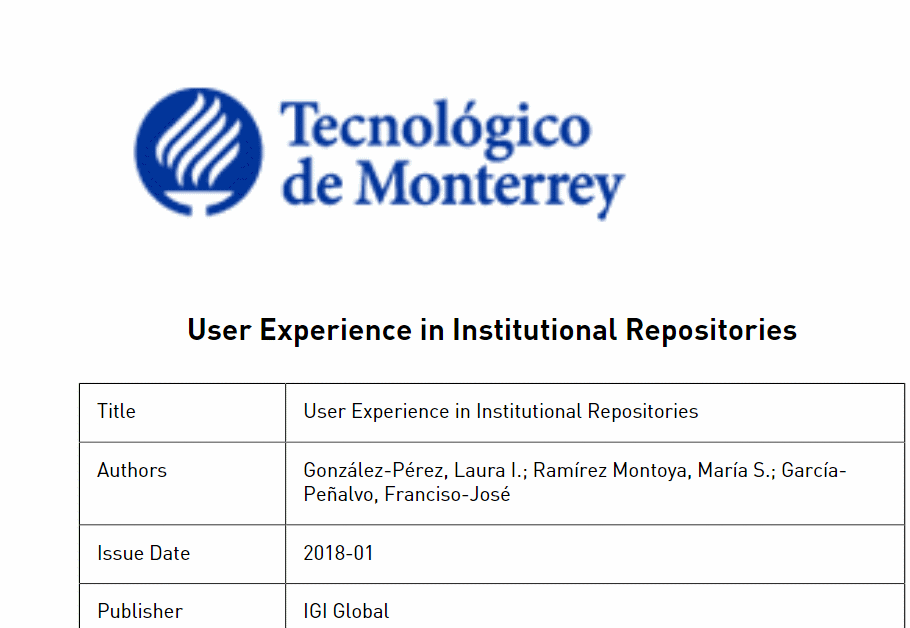 Tecnológico
de Monterrey
User Experience in Institutional Repositories
Title
User Experience in Institutional Repositories
Authors
González-Pérez, Laura I.; Ramírez Montoya, María S.; García-
Peñalvo, Franciso-José
Issue Date
2018-01
Publisher
IGI Global